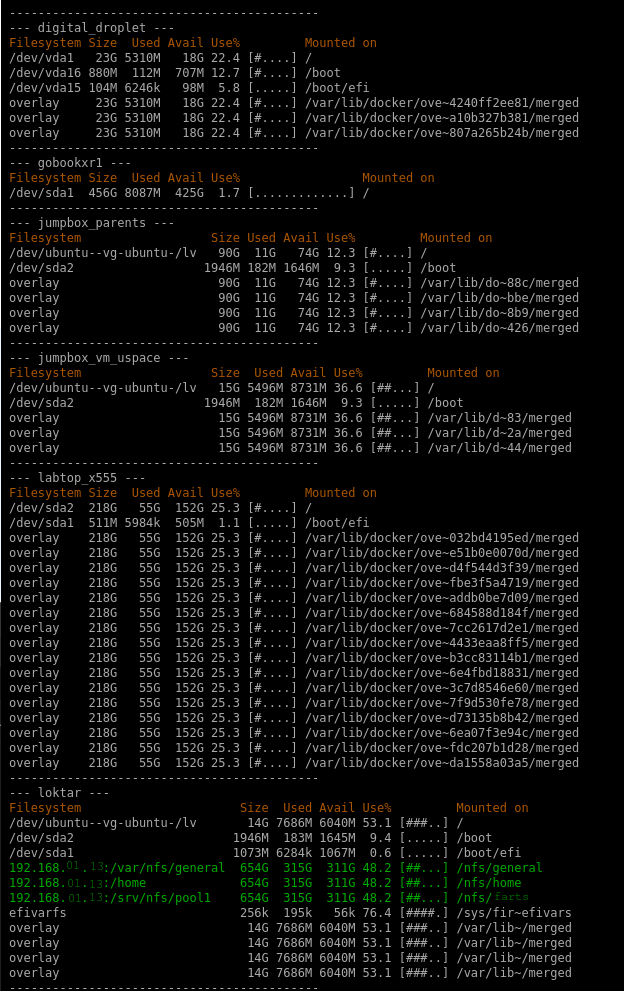 -------------------------------------------
--- digital_droplet ---
Filesystem Size  Used Avail Use%         Mounted on
/dev/vda1   23G 5310M   18G 22.4 [#....] /
/dev/vda16 880M  112M  707M 12.7 [#....] /boot
/dev/vda15 104M 6246k   98M  5.8 [.....] /boot/efi
overlay     23G 5310M   18G 22.4 [#....] /var/lib/docker/ove~4240ff2ee81/merged
overlay     23G 5310M   18G 22.4 [#....] /var/lib/docker/ove~a10b327b381/merged
overlay     23G 5310M   18G 22.4 [#....] /var/lib/docker/ove~807a265b24b/merged
-------------------------------------------
--- gobookxr1 ---
Filesystem Size  Used Avail Use%                 Mounted on
/dev/sda1  456G 8087M  425G  1.7 [.............] /
-------------------------------------------
--- jumpbox_parents ---
Filesystem                  Size Used Avail Use%         Mounted on
/dev/ubuntu--vg-ubuntu-/lv   90G  11G   74G 12.3 [#....] /
/dev/sda2                  1946M 182M 1646M  9.3 [.....] /boot
overlay                      90G  11G   74G 12.3 [#....] /var/lib/do~88c/merged
overlay                      90G  11G   74G 12.3 [#....] /var/lib/do~bbe/merged
overlay                      90G  11G   74G 12.3 [#....] /var/lib/do~8b9/merged
overlay                      90G  11G   74G 12.3 [#....] /var/lib/do~426/merged
-------------------------------------------
--- jumpbox_vm_uspace ---
Filesystem                  Size  Used Avail Use%         Mounted on
/dev/ubuntu--vg-ubuntu-/lv   15G 5496M 8731M 36.6 [##...] /
/dev/sda2                  1946M  182M 1646M  9.3 [.....] /boot
overlay                      15G 5496M 8731M 36.6 [##...] /var/lib/d~83/merged
overlay                      15G 5496M 8731M 36.6 [##...] /var/lib/d~2a/merged
overlay                      15G 5496M 8731M 36.6 [##...] /var/lib/d~44/merged
-------------------------------------------
--- labtop_x555 ---
Filesystem Size  Used Avail Use%         Mounted on
/dev/sda2  218G   55G  152G 25.3 [#....] /
/dev/sda1  511M 5984k  505M  1.1 [.....] /boot/efi
overlay    218G   55G  152G 25.3 [#....] /var/lib/docker/ove~032bd4195ed/merged
overlay    218G   55G  152G 25.3 [#....] /var/lib/docker/ove~e51b0e0070d/merged
overlay    218G   55G  152G 25.3 [#....] /var/lib/docker/ove~d4f544d3f39/merged
overlay    218G   55G  152G 25.3 [#....] /var/lib/docker/ove~fbe3f5a4719/merged
overlay    218G   55G  152G 25.3 [#....] /var/lib/docker/ove~addb0be7d09/merged
overlay    218G   55G  152G 25.3 [#....] /var/lib/docker/ove~684588d184f/merged
overlay    218G   55G  152G 25.3 [#....] /var/lib/docker/ove~7cc2617d2e1/merged
overlay    218G   55G  152G 25.3 [#....] /var/lib/docker/ove~4433eaa8ff5/merged
overlay    218G   55G  152G 25.3 [#....] /var/lib/docker/ove~b3cc83114b1/merged
overlay    218G   55G  152G 25.3 [#....] /var/lib/docker/ove~6e4fbd18831/merged
overlay    218G   55G  152G 25.3 [#....] /var/lib/docker/ove~3c7d8546e60/merged
overlay    218G   55G  152G 25.3 [#....] /var/lib/docker/ove~7f9d530fe78/merged
overlay    218G   55G  152G 25.3 [#....] /var/lib/docker/ove~d73135b8b42/merged
overlay    218G   55G  152G 25.3 [#....] /var/lib/docker/ove~6ea07f3e94c/merged
overlay    218G   55G  152G 25.3 [#....] /var/lib/docker/ove~fdc207b1d28/merged
overlay    218G   55G  152G 25.3 [#....] /var/lib/docker/ove~da1558a03a5/merged
-------------------------------------------
--- loktar ---
Filesystem                      Size  Used Avail Use%         Mounted on
/dev/ubuntu--vg-ubuntu-/lv       14G 7686M 6040M 53.1 [###..] /
/dev/sda2                      1946M  183M 1645M  9.4 [.....] /boot
/dev/sda1                      1073M 6284k 1067M  0.6 [.....] /boot/efi
192.168.01.13:/var/nfs/general  654G  315G  311G 48.2 [##...] /nfs/general
192.168.01.13:/home             654G  315G  311G 48.2 [##...] /nfs/home
192.168.01.13:/srv/nfs/pool1    654G  315G  311G 48.2 [##...] /nfs/farts
efivarfs                        256k  195k   56k 76.4 [####.] /sys/fir~efivars
overlay                          14G 7686M 6040M 53.1 [###..] /var/lib~/merged
overlay                          14G 7686M 6040M 53.1 [###..] /var/lib~/merged
overlay                          14G 7686M 6040M 53.1 [###..] /var/lib~/merged
overlay                          14G 7686M 6040M 53.1 [###..] /var/lib~/merged
-------------------------------------------